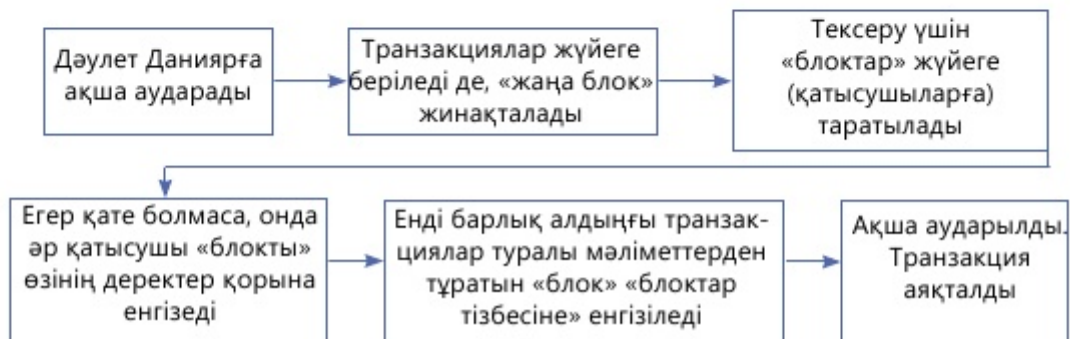 Дәулет Даниярға
ақша аударады
Транзакциялар жүйеге
беріледі де, «жаңа блок»
жинақталады
Тексеру үшін
«блоктар» жүйеге
(қатысушыларға)
таратылады
Егер қате болмаса, онда
әр қатысушы «блокты»
өзінің деректер қорына
енгізеді
Енді барлық алдыңғы транзак-
циялар туралы мәліметтерден
тұратын «блок» «блоктар
тізбесіне» енгізіледі
Ақша аударылды.
Транзакция
аяқталды